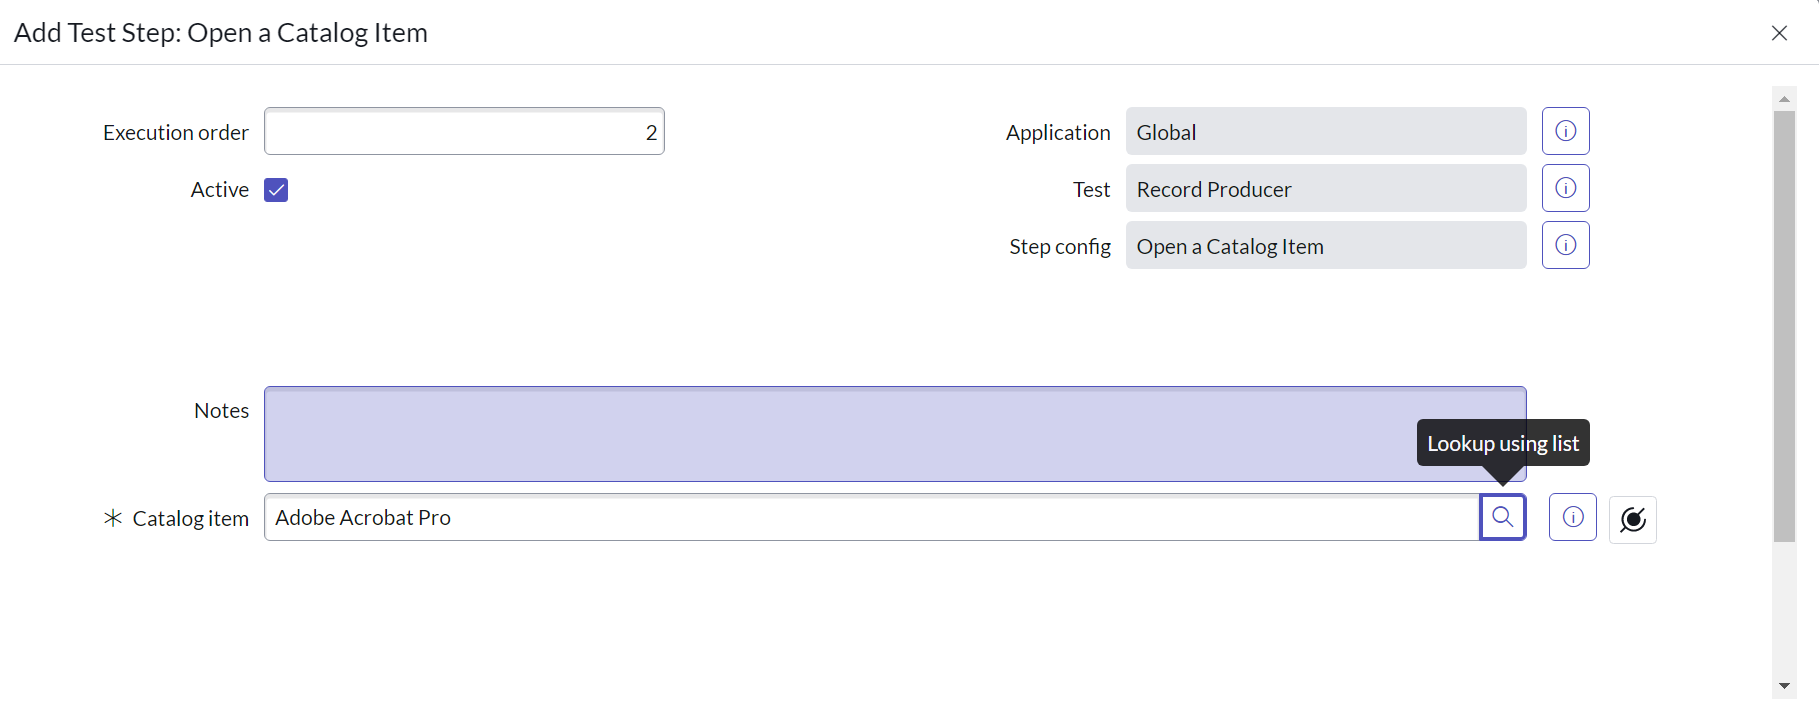 Add Test Step: Open a Catalog Item
Execution order 2
Application Global
Active
Test Record Producer
Step config Open a Catalog Item
Notes
Lookup using list
Catalog item Adobe Acrobat Pro